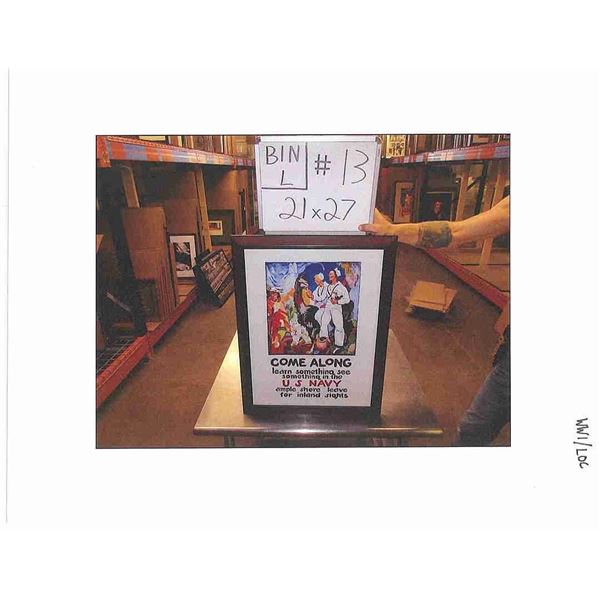 BIN
L
# 13
21x27
COME ALONG
learn something see
something in the
U S NAVY
ample shore leave
for inland sights
WW1/LOC